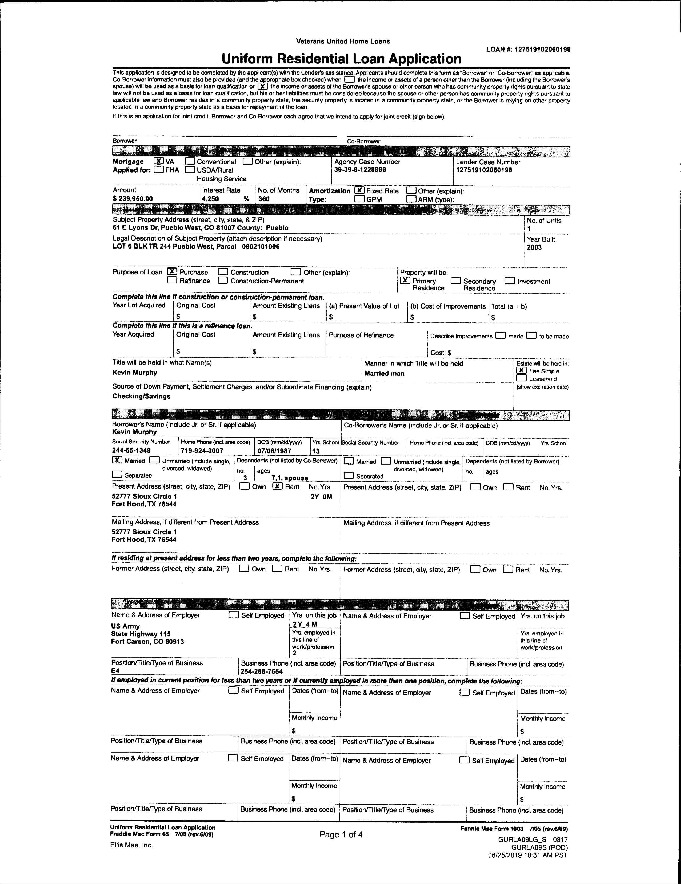 Veterans United Home Loans
LOAN #: 127519102060198
Uniform Residential Loan Application
This application is designed to be completed by the applicant(s) with the Lender's assistance. Applicants should complete this form as "Borrower" or "Co-Borrower," as applicable.
Co-Borrower information must also be provided (and the appropriate box checked) when the income or assets of a person other than the Borrower (including the Borrower's
spouse) will be used as a basis for loan qualification or X the income or assets of the Borrower's spouse or other person who has community property rights pursuant to state
law will not be used as a basis for loan qualification, but his or her liabilities must be considered because the spouse or other person has community property rights pursuant to
applicable law and Borrower resides in a community property state, the security property is located in a community property state, or the Borrower is relying on other property
located in a community property state as a basis for repayment of the loan.
If this is an application for joint credit, Borrower and Co-Borrower each agree that we intend to apply for joint credit (sign below):
Borrower Co-Borrower
Mortgage X VA Conventional Other (explain): Agency Case Number Lender Case Number
Applied for: FHA USDA/Rural 127519102060198
Housing Service
Amount Interest Rate No. of Months Amortization X Fixed Rate Other (explain):
$ 4.250 % 360 Type: GPM ARM (type):
Subject Property Address (street, city, state, & ZIP) No. of Units
61 E Lyons Dr, Pueblo West, CO 81007 County: Pueblo 1
Legal Description of Subject Property (attach description if necessary) Year Built
LOT 6 BLK TR 244 Pueblo West, Parcel 2003
Purpose of Loan X Purchase Construction Other (explain): Property will be:
Refinance Construction-Permanent X Primary Secondary Investment
Residence Residence
Complete this line if construction or construction-permanent loan.
Year Lot Acquired Original Cost Amount Existing Liens (a) Present Value of Lot (b) Cost of Improvements Total (a + b)
$ $ $ $ $
Complete this line if this is a refinance loan.
Year Acquired Original Cost Amount Existing Liens Purpose of Refinance Describe Improvements made to be made
$ $ Cost: $
Title will be held in what Name(s) Manner in which Title will be held Estate will be held in:
Kevin Murphy Married man X Fee Simple
Leasehold
Source of Down Payment, Settlement Charges, and/or Subordinate Financing (explain) (show expiration date)
Checking/Savings
Borrower's Name (include Jr. or Sr. if applicable) Co-Borrower's Name (include Jr. or Sr. if applicable)
Kevin Murphy
Social Security Number Home Phone (incl. area code) DOB (mm/dd/yyyy) Yrs. School Social Security Number Home Phone (incl. area code) DOB (mm/dd/yyyy) Yrs. School
244-55-1348 719-924-3007 07/08/1987 13
X Married Unmarried (include single, Dependents (not listed by Co-Borrower) Married Unmarried (include single, Dependents (not listed by Borrower)
divorced, widowed) no. ages divorced, widowed) no. ages
Separated 3 7,1, spouse Separated
Present Address (street, city, state, ZIP) Own X Rent No. Yrs. Present Address (street, city, state, ZIP) Own Rent No. Yrs.
52777 Sioux Circle 1 2Y 0M
Fort Hood, TX 76544
Mailing Address, if different from Present Address Mailing Address, if different from Present Address
52777 Sioux Circle 1
Fort Hood, TX 76544
If residing at present address for less than two years, complete the following:
Former Address (street, city, state, ZIP) Own Rent No. Yrs. Former Address (street, city, state, ZIP) Own Rent No. Yrs.
Name & Address of Employer Self Employed Yrs. on this job Name & Address of Employer Self Employed Yrs. on this job
US Army 2Y 4 M
State Highway 115 Yrs. employed in Yrs. employed in
Fort Carson, CO 80913 this line of this line of
work/profession work/profession
2
Position/Title/Type of Business Business Phone (incl. area code) Position/Title/Type of Business Business Phone (incl. area code)
E4 254-288-7664
If employed in current position for less than two years or if currently employed in more than one position, complete the following:
Name & Address of Employer Self Employed Dates (from–to) Name & Address of Employer Self Employed Dates (from–to)
Monthly Income Monthly Income
$ $
Position/Title/Type of Business Business Phone (incl. area code) Position/Title/Type of Business Business Phone (incl. area code)
Name & Address of Employer Self Employed Dates (from–to) Name & Address of Employer Self Employed Dates (from–to)
Monthly Income Monthly Income
$ $
Position/Title/Type of Business Business Phone (incl. area code) Position/Title/Type of Business Business Phone (incl. area code)
Uniform Residential Loan Application Fannie Mae Form 1003 7/05 (rev.6/09)
Freddie Mac Form 65 7/05 (rev.6/09)
Page 1 of 4
Ellie Mae, Inc. GURLA09LG_S 0817
GURLA09S (POD)
06/25/2019 10:31 AM PST